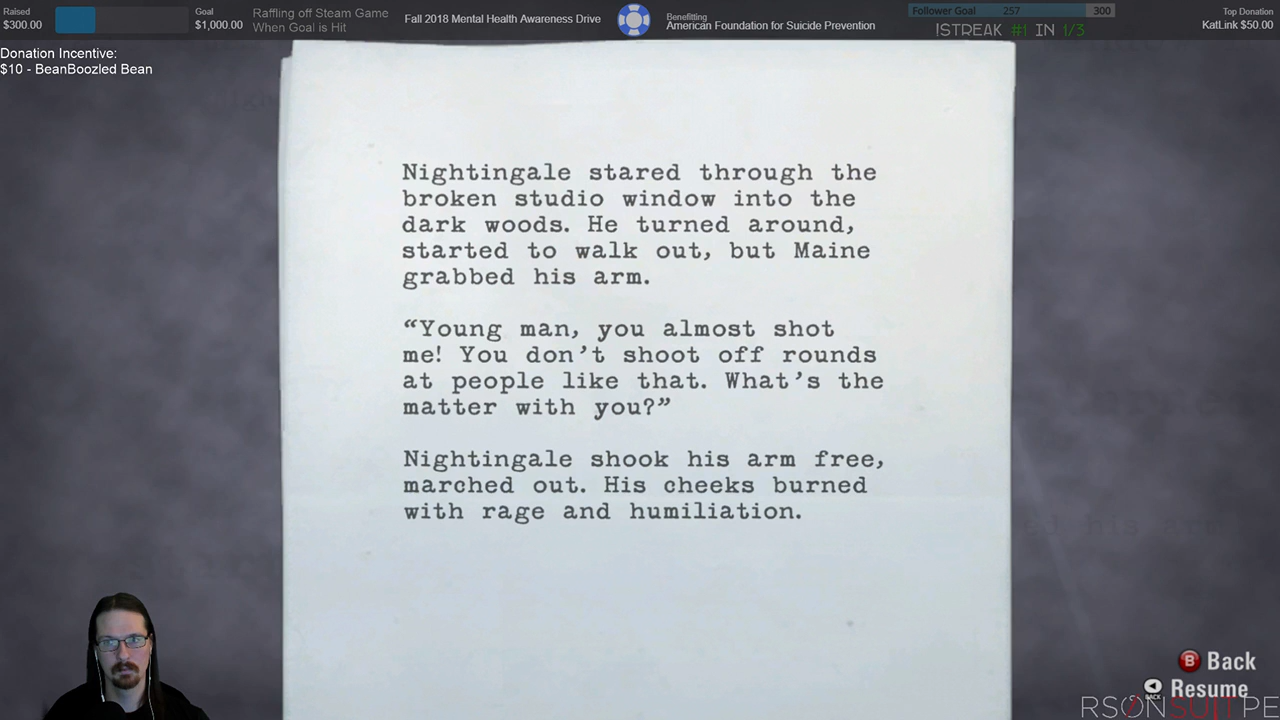 Raised
$300.00
Goal
$1,000.00
Raffling off Steam Game
When Goal is Hit
Fall 2018 Mental Health Awareness Drive
Benefitting
American Foundation for Suicide Prevention
Follower Goal 257 300
!STREAK #1 IN 1/3
Top Donation
KatLink $50.00
Donation Incentive:
$10 - BeanBoozled Bean
Nightingale stared through the
broken studio window into the
dark woods. He turned around,
started to walk out, but Maine
grabbed his arm.
“Young man, you almost shot
me! You don’t shoot off rounds
at people like that. What’s the
matter with you?”
Nightingale shook his arm free,
marched out. His cheeks burned
with rage and humiliation.
B Back
BACK Resume